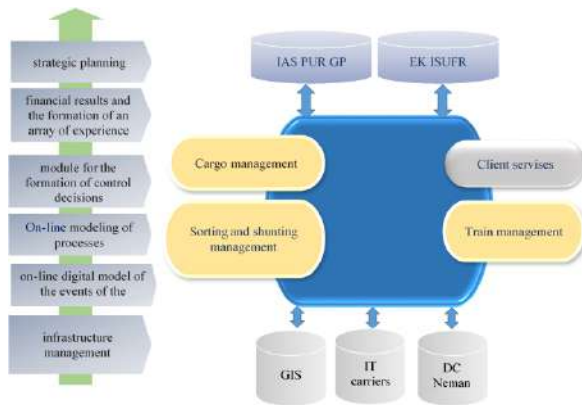 strategic planning
financial results and
the formation of an
array of experience
module for the
formation of control
decisions
On-line modeling of
processes
on-line digital model of
the events of the
infrastructure
management
IAS PUR GP
EK ISUFR
Cargo management
Client servises
Sorting and shunting
management
Train management
GIS
IT
carriers
DC
Neman